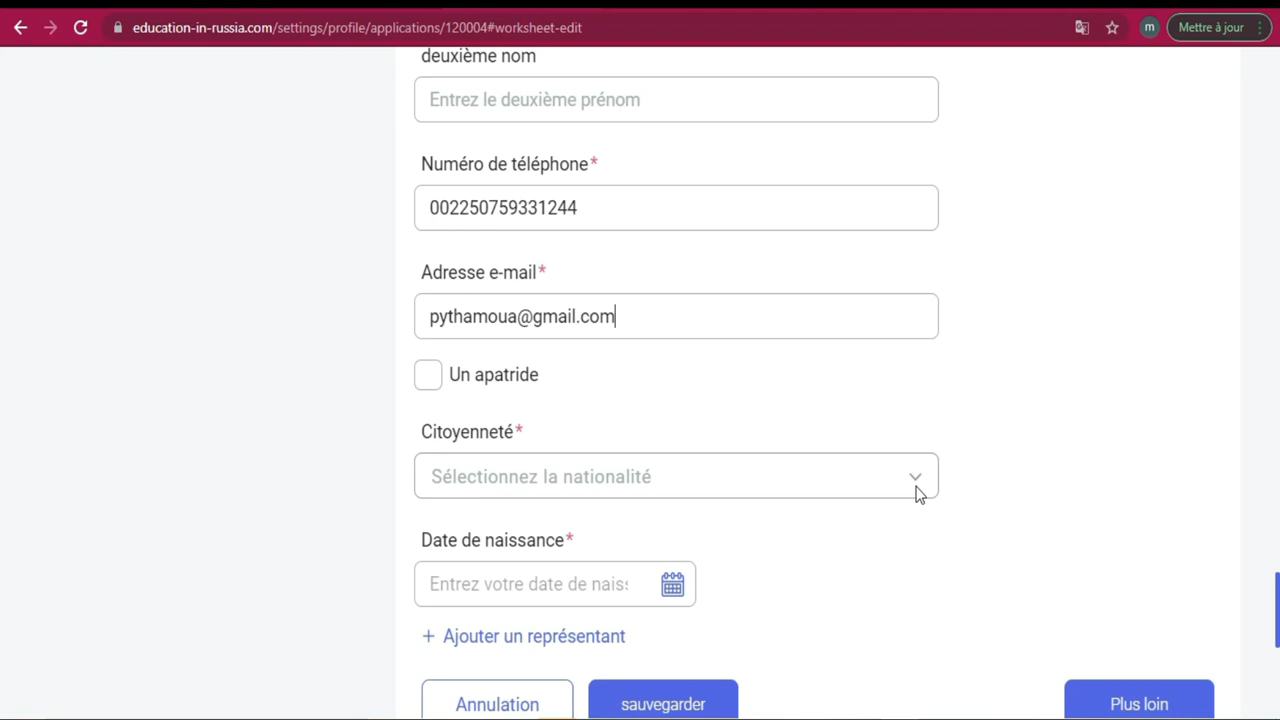 education-in-russia.com/settings/profile/applications/120004#worksheet-edit
m
Mettre à jour
deuxième nom
Entrez le deuxième prénom
Numéro de téléphone*
002250759331244
Adresse e-mail*
pythamoua@gmail.com
Un apatride
Citoyenneté*
Sélectionnez la nationalité
Date de naissance*
Entrez votre date de nais
+ Ajouter un représentant
Annulation
sauvegarder
Plus loin